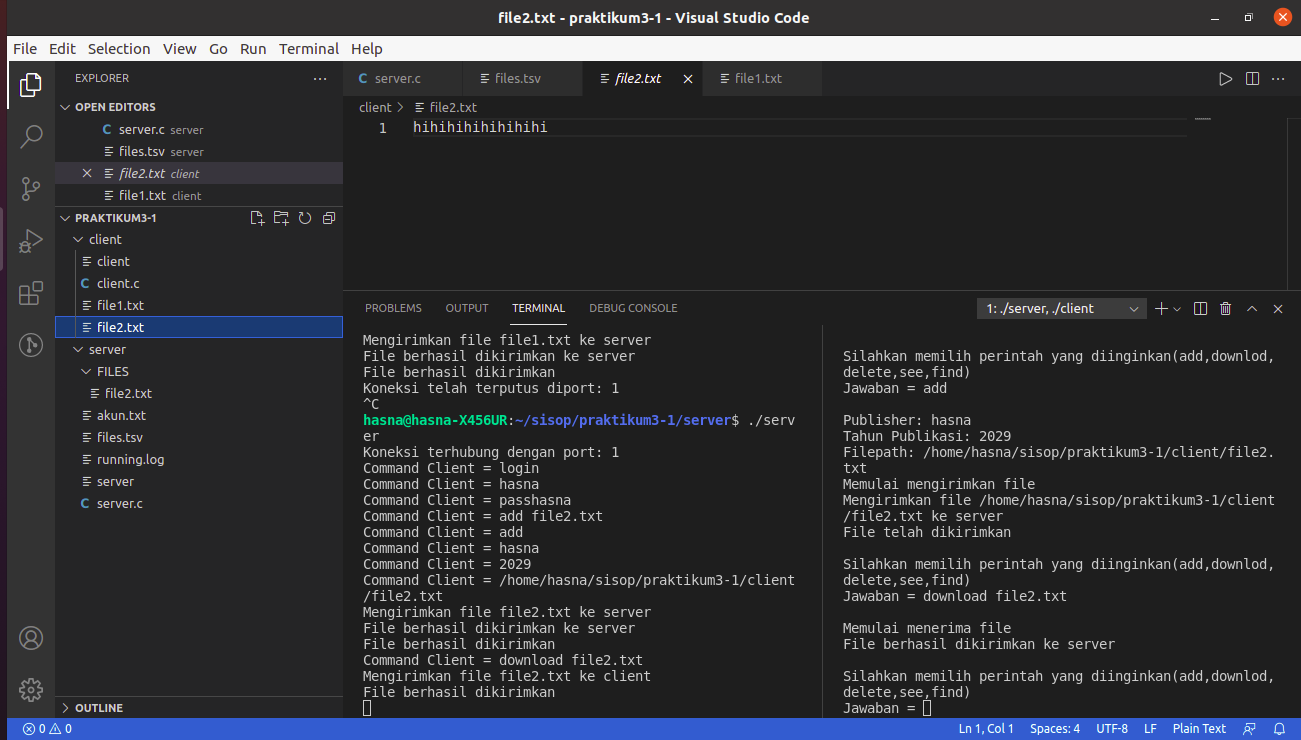 file2.txt - praktikum3-1 - Visual Studio Code
File Edit Selection View Go Run Terminal Help
EXPLORER
OPEN EDITORS
C server.c server
files.tsv server
file2.txt client
file1.txt client
PRAKTIKUM3-1
client
client
C client.c
file1.txt
file2.txt
server
FILES
file2.txt
akun.txt
files.tsv
running.log
server
C server.c
OUTLINE
C server.c files.tsv file2.txt file1.txt
client > file2.txt
1 hihihihihihihihi
PROBLEMS OUTPUT TERMINAL DEBUG CONSOLE 1: ./server, ./client
Mengirimkan file file1.txt ke server
File berhasil dikirimkan ke server
File berhasil dikirimkan
Koneksi telah terputus diport: 1
^C
hasna@hasna-X456UR:~/sisop/praktikum3-1/server$ ./serv
er
Koneksi terhubung dengan port: 1
Command Client = login
Command Client = hasna
Command Client = passhasna
Command Client = add file2.txt
Command Client = add
Command Client = hasna
Command Client = 2029
Command Client = /home/hasna/sisop/praktikum3-1/client
/file2.txt
Mengirimkan file file2.txt ke server
File berhasil dikirimkan ke server
File berhasil dikirimkan
Command Client = download file2.txt
Mengirimkan file file2.txt ke client
File berhasil dikirimkan
Silahkan memilih perintah yang diinginkan(add,downlod,
delete,see,find)
Jawaban = add
Publisher: hasna
Tahun Publikasi: 2029
Filepath: /home/hasna/sisop/praktikum3-1/client/file2.
txt
Memulai mengirimkan file
Mengirimkan file /home/hasna/sisop/praktikum3-1/client
/file2.txt ke server
File telah dikirimkan
Silahkan memilih perintah yang diinginkan(add,downlod,
delete,see,find)
Jawaban = download file2.txt
Memulai menerima file
File berhasil dikirimkan ke server
Silahkan memilih perintah yang diinginkan(add,downlod,
delete,see,find)
Jawaban =
0 0 Ln 1, Col 1 Spaces: 4 UTF-8 LF Plain Text